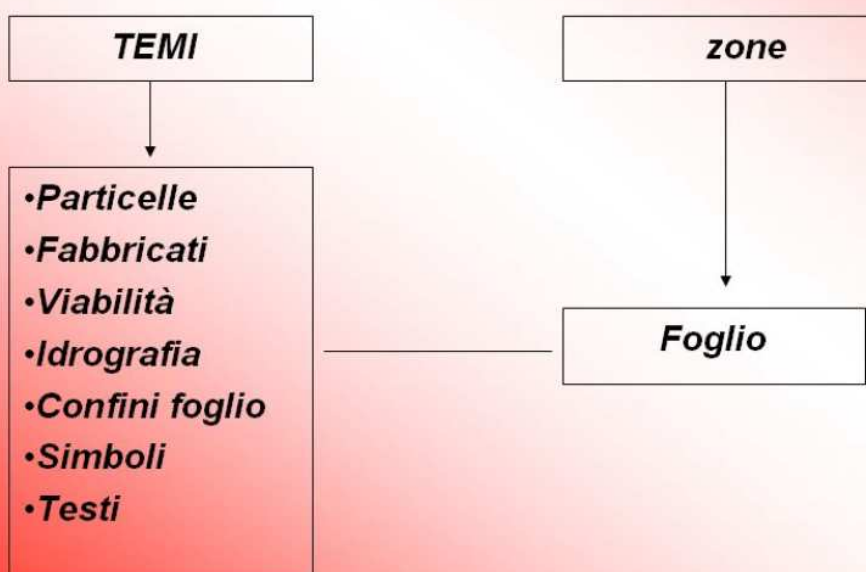 TEMI
zone
•Particelle
•Fabbricati
•Viabilità
•Idrografia
•Confini foglio
•Simboli
•Testi
Foglio